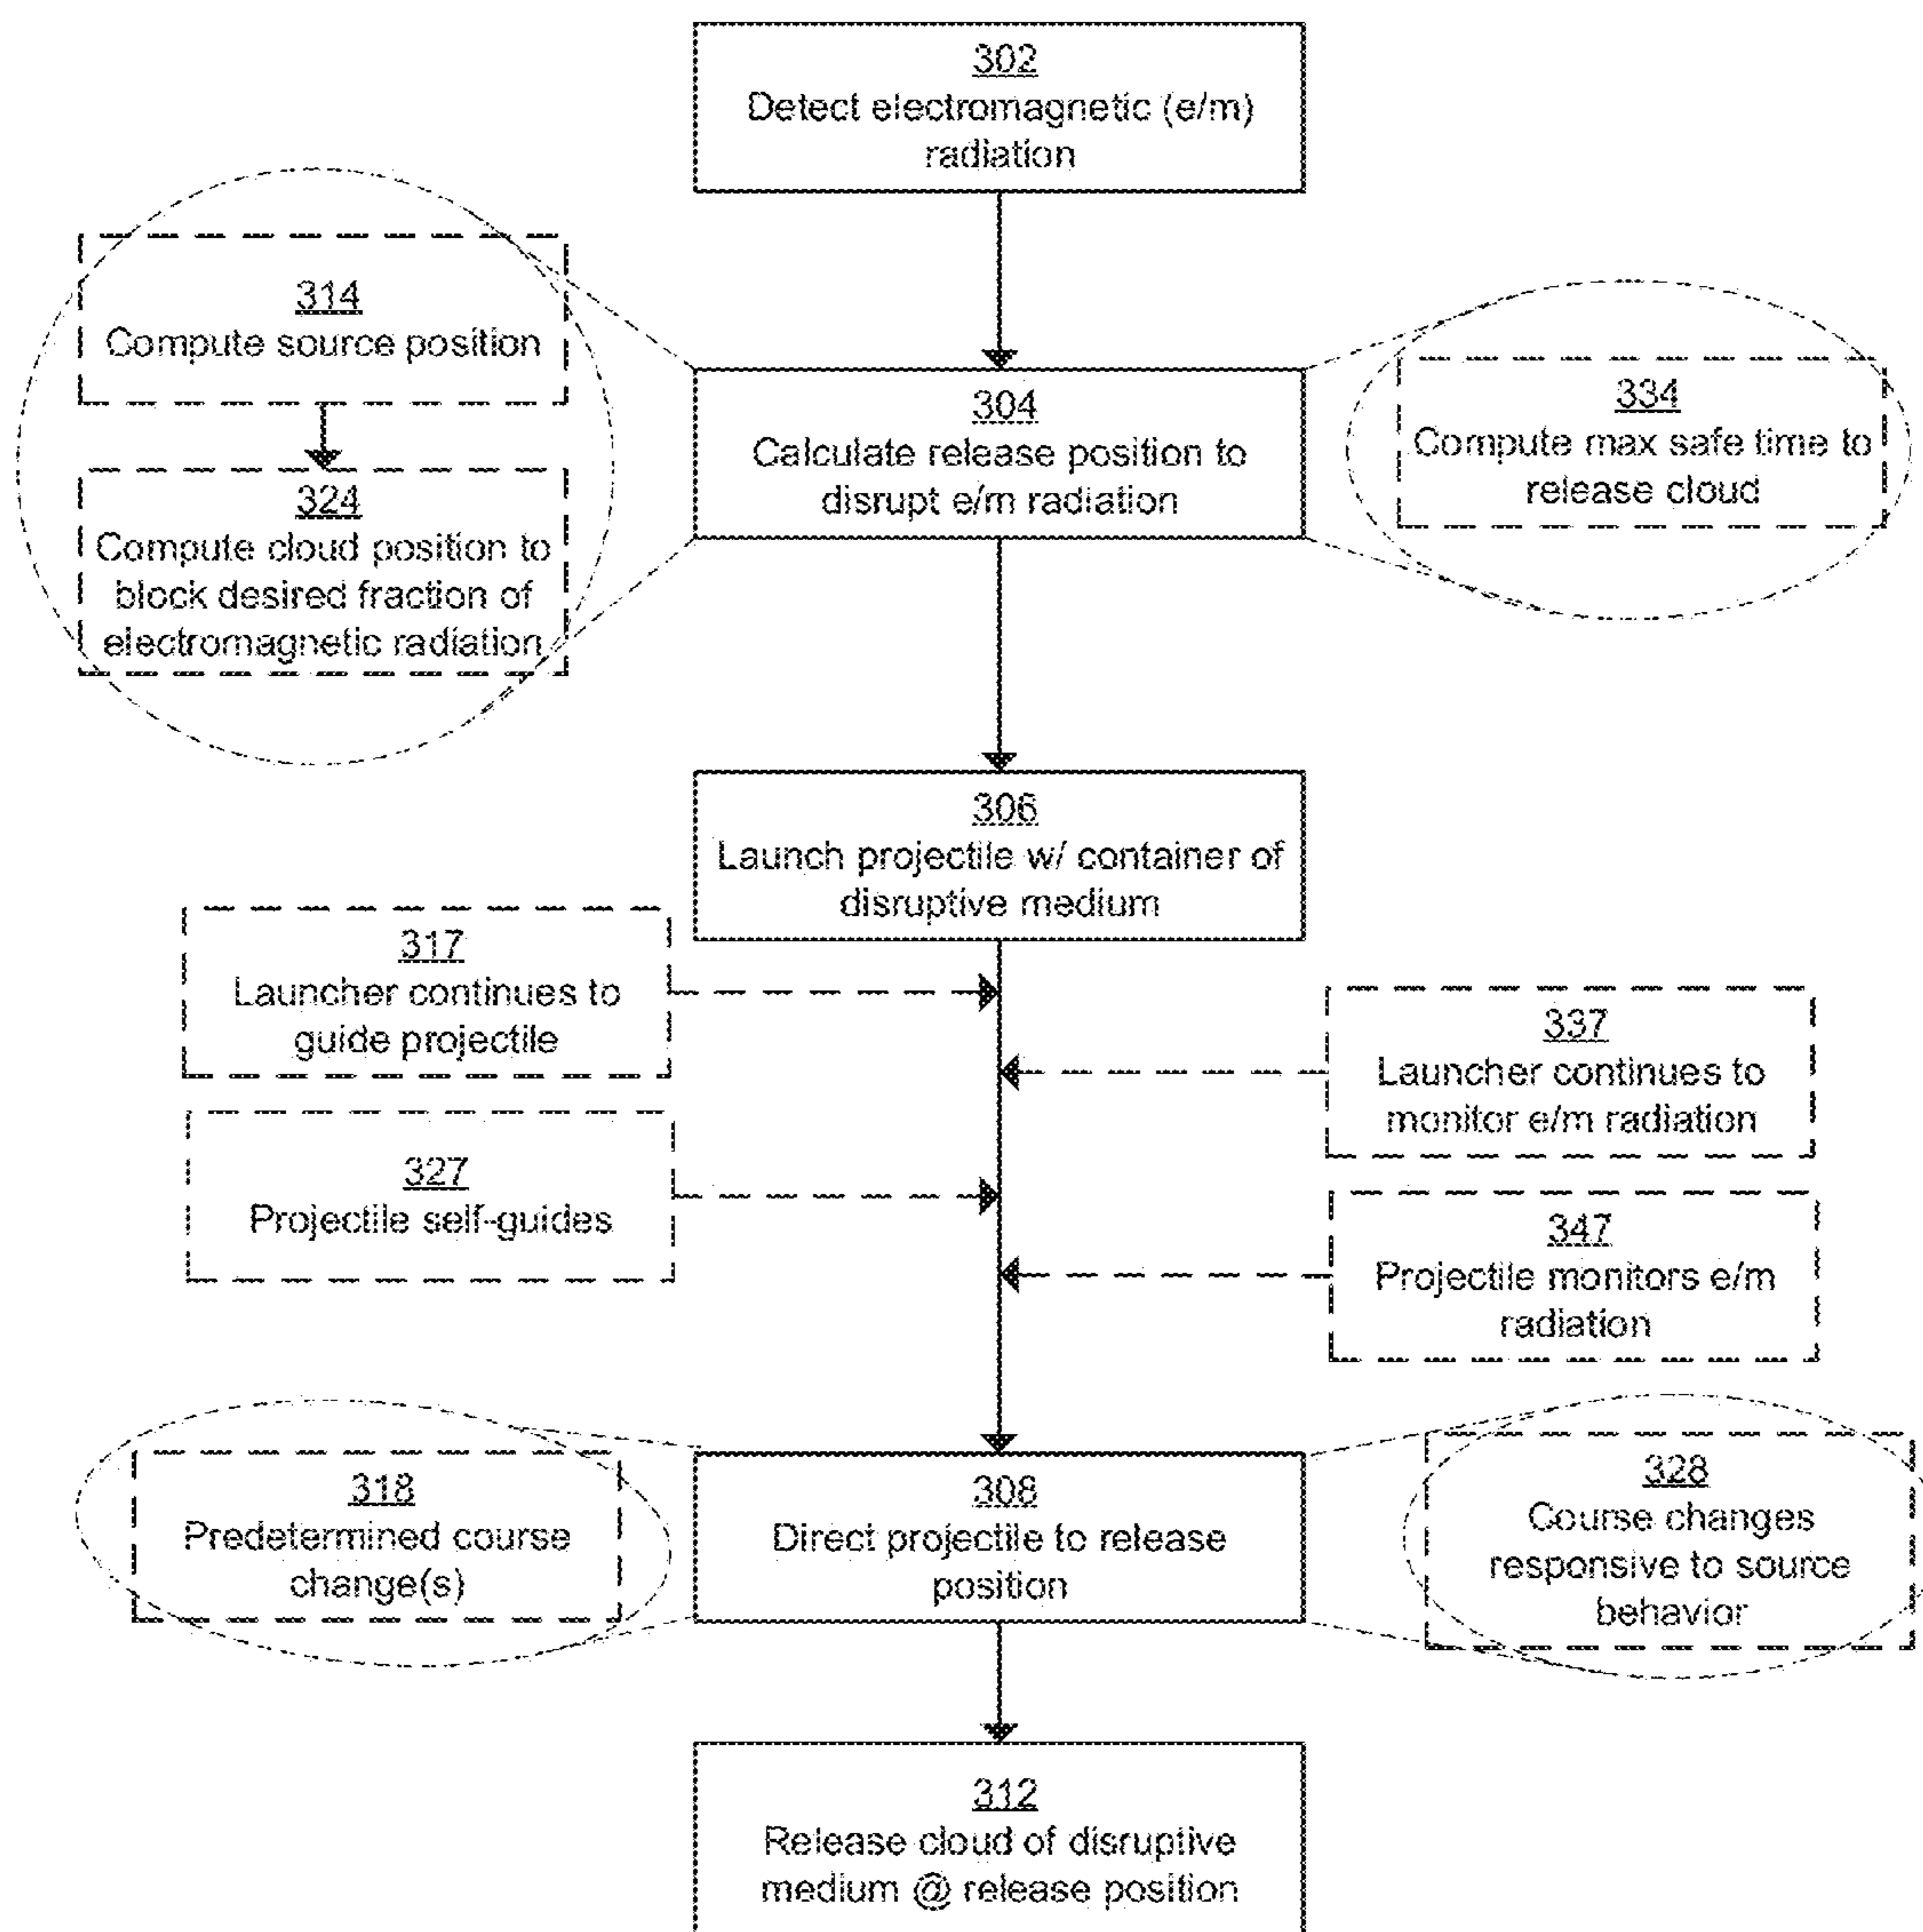 302
Detect electromagnetic (e/m)
radiation
314
Compute source position
324
Compute cloud position to
block desired fraction of
electromagnetic radiation
304
Calculate release position to
disrupt e/m radiation
334
Compute max safe time to
release cloud
306
Launch projectile w/ container of
disruptive medium
317
Launcher continues to
guide projectile
337
Launcher continues to
monitor e/m radiation
327
Projectile self-guides
347
Projectile monitors e/m
radiation
318
Predetermined course
change(s)
308
Direct projectile to release
position
328
Course changes
responsive to source
behavior
312
Release cloud of disruptive
medium @ release position